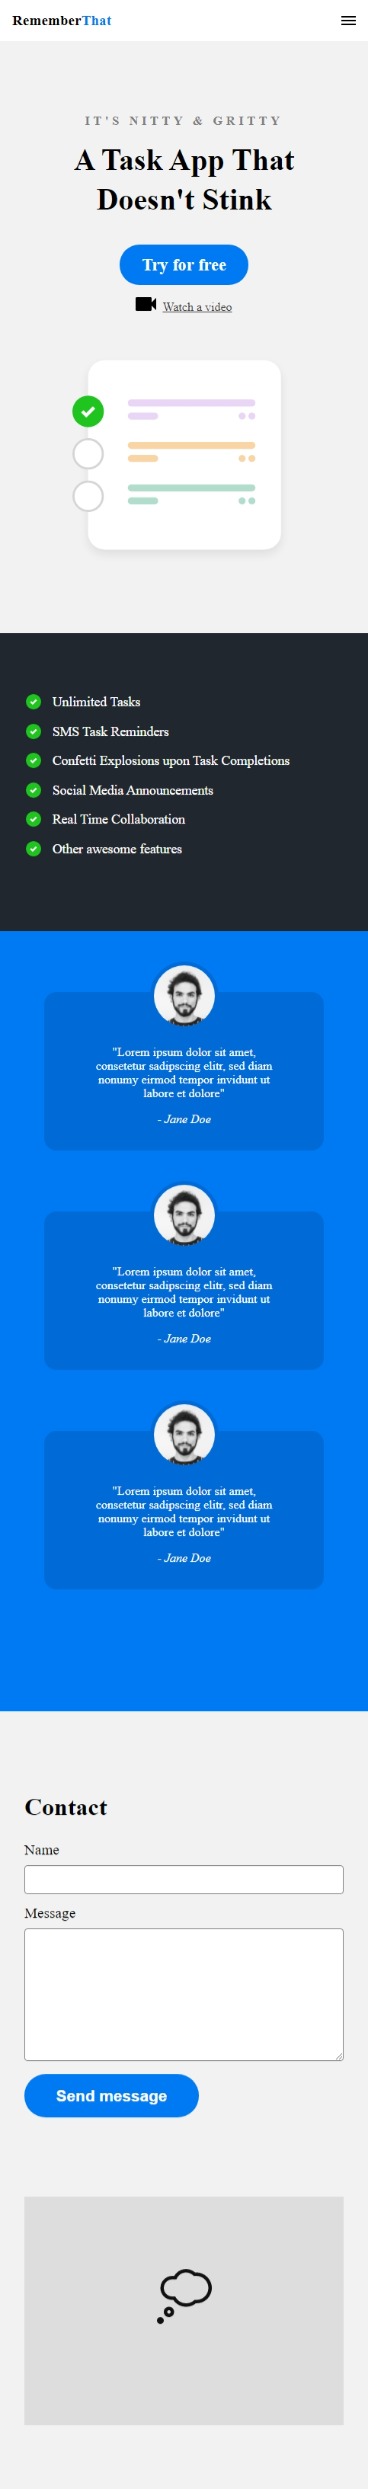 RememberThat
IT'S NITTY & GRITTY
A Task App That
Doesn't Stink
Try for free
Watch a video
Unlimited Tasks
SMS Task Reminders
Confetti Explosions upon Task Completions
Social Media Announcements
Real Time Collaboration
Other awesome features
"Lorem ipsum dolor sit amet,
consetetur sadipscing elitr, sed diam
nonumy eirmod tempor invidunt ut
labore et dolore"
- Jane Doe
"Lorem ipsum dolor sit amet,
consetetur sadipscing elitr, sed diam
nonumy eirmod tempor invidunt ut
labore et dolore"
- Jane Doe
"Lorem ipsum dolor sit amet,
consetetur sadipscing elitr, sed diam
nonumy eirmod tempor invidunt ut
labore et dolore"
- Jane Doe
Contact
Name
Message
Send message